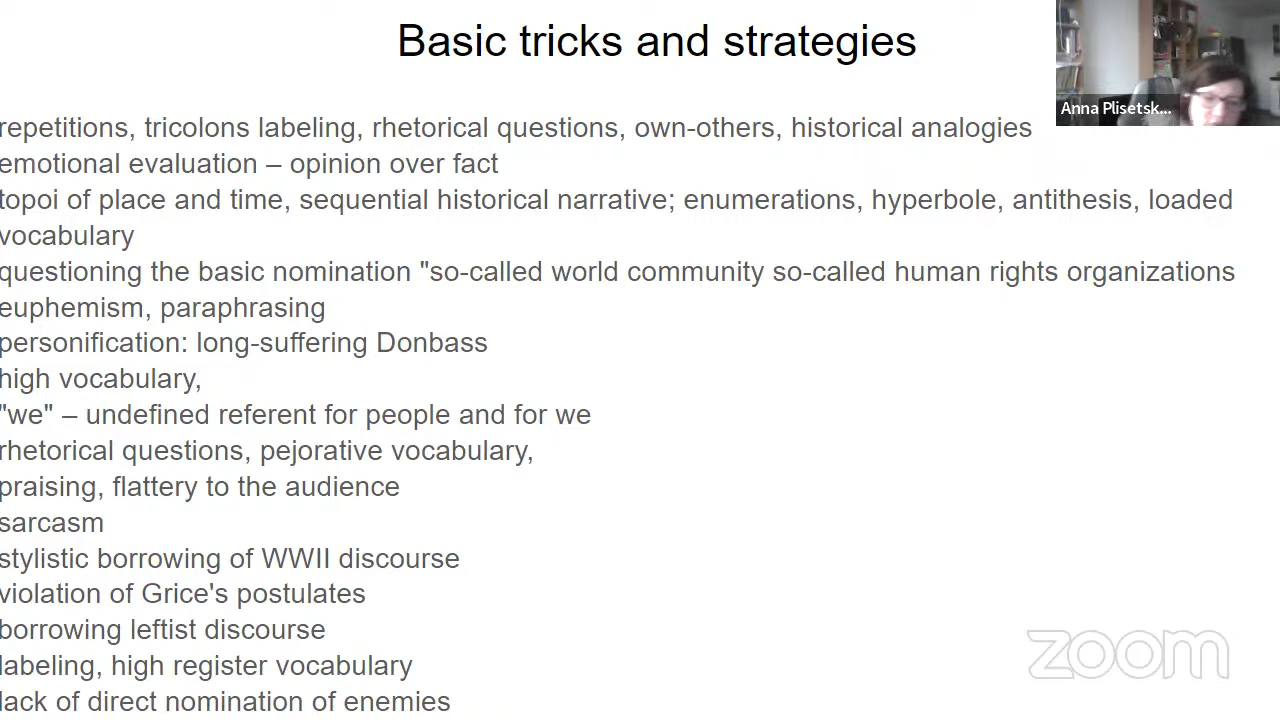 Basic tricks and strategies
Anna Plisetsk...
repetitions, tricolons labeling, rhetorical questions, own-others, historical analogies
emotional evaluation – opinion over fact
topoi of place and time, sequential historical narrative; enumerations, hyperbole, antithesis, loaded
vocabulary
questioning the basic nomination "so-called world community so-called human rights organizations
euphemism, paraphrasing
personification: long-suffering Donbass
high vocabulary,
"we" – undefined referent for people and for we
rhetorical questions, pejorative vocabulary,
praising, flattery to the audience
sarcasm
stylistic borrowing of WWII discourse
violation of Grice's postulates
borrowing leftist discourse
labeling, high register vocabulary
lack of direct nomination of enemies
zoom